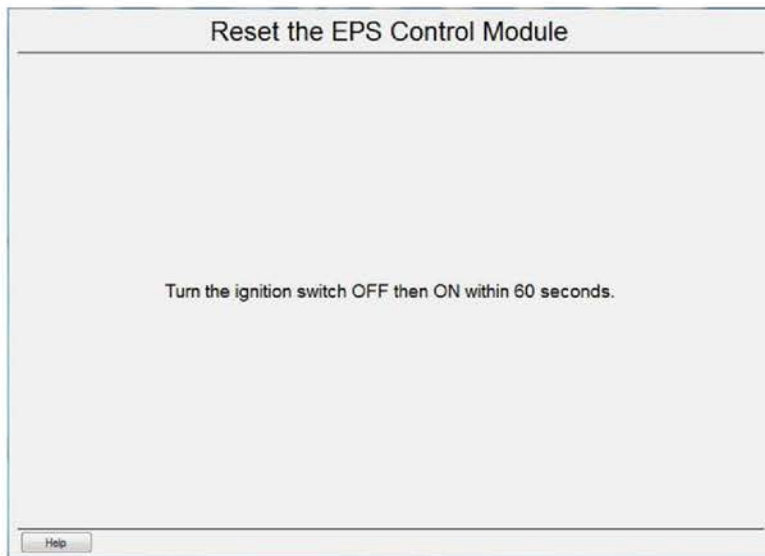 Reset the EPS Control Module
Turn the ignition switch OFF then ON within 60 seconds.
Help